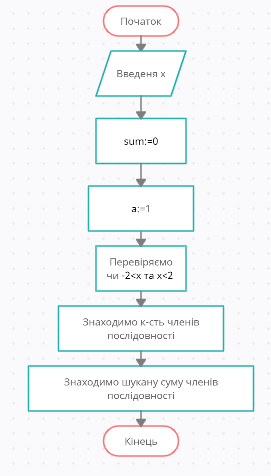 Початок
Введеня х
sum:=0
a:=1
Перевіряємо
чи -2<x та x<2
Знаходимо к-сть членів
послідовності
Знаходимо шукану суму членів
послідовності
Кінець